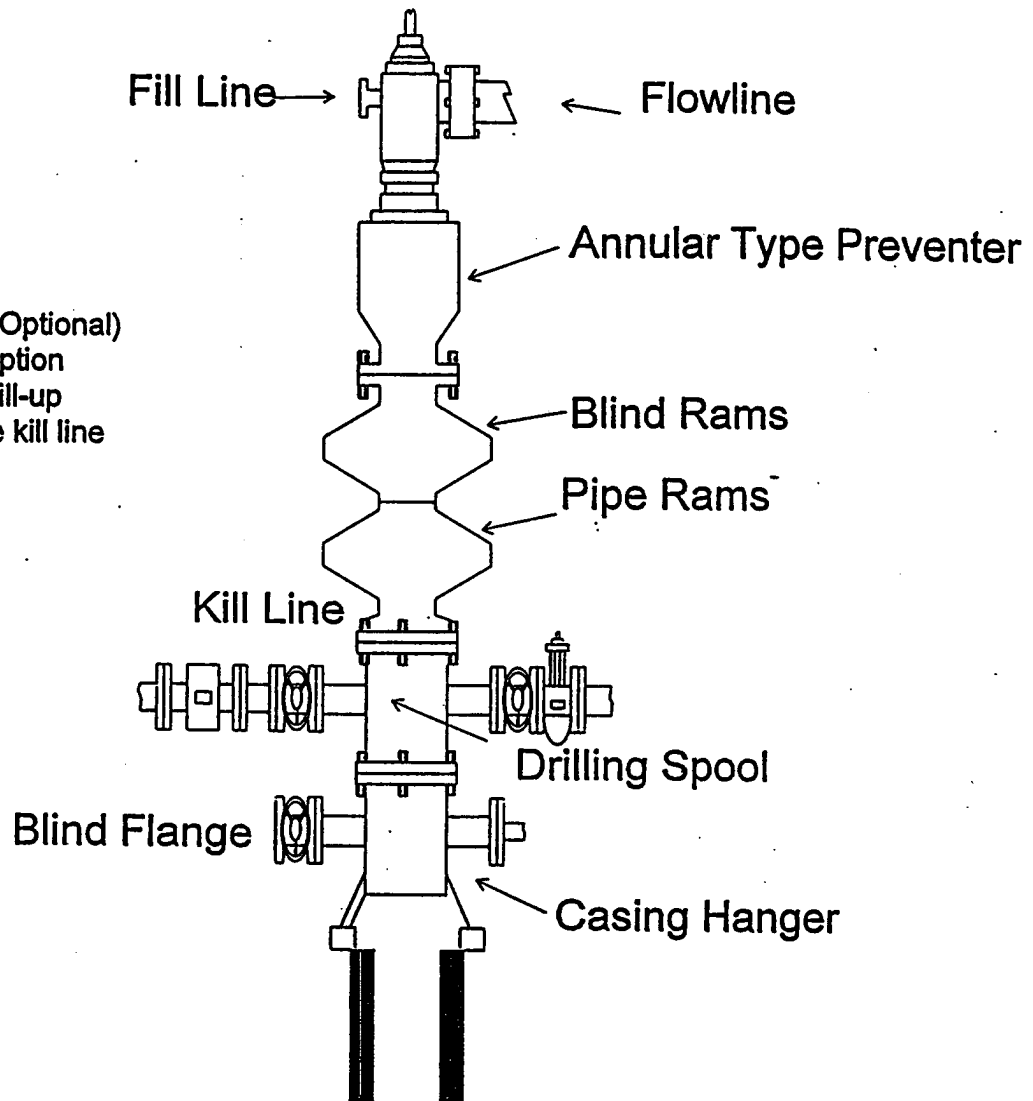 Fill Line
Flowline
Annular Type Preventer
Optional)
ption
ill-up
kill line
Blind Rams
Pipe Rams
Kill Line
Drilling Spool
Blind Flange
Casing Hanger